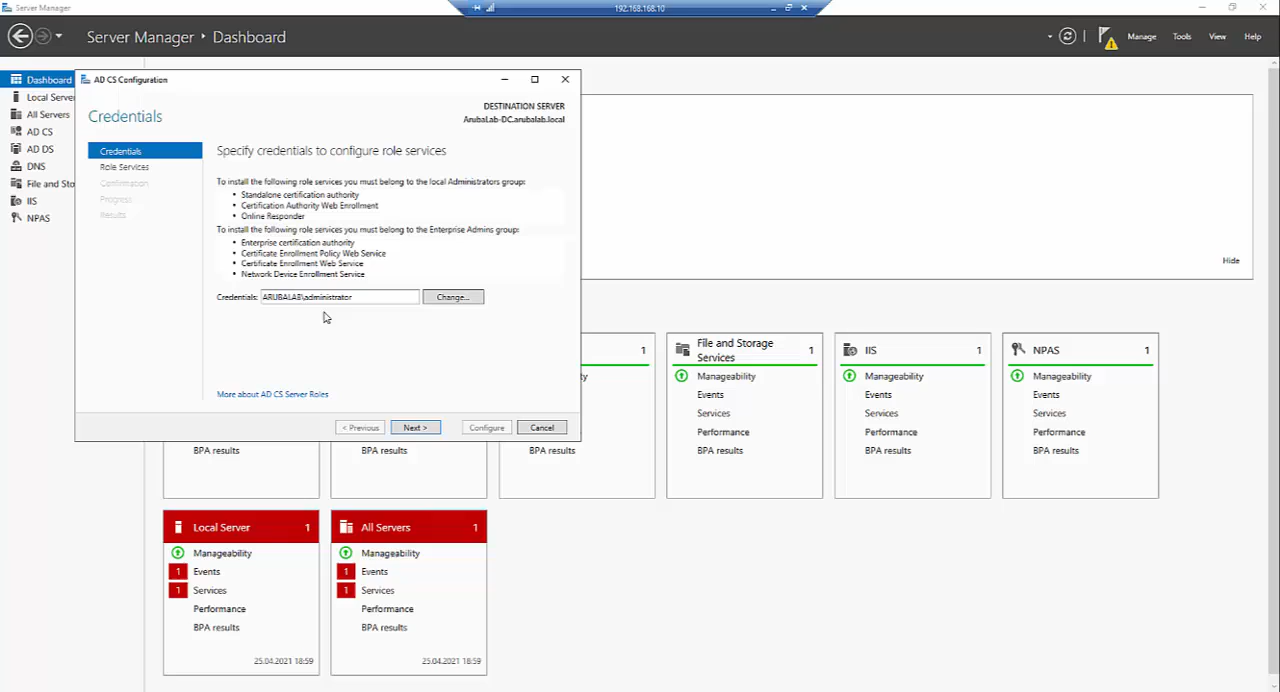 Server Manager
192.168.168.10
Server Manager • Dashboard
Manage Tools View Help
Dashboard
Local Serve
All Servers
AD CS
AD DS
DNS
File and Sto
IIS
NPAS
AD CS Configuration
Credentials
DESTINATION SERVER
ArubaLab-DC.arubalab.local
Credentials
Role Services
Confirmation
Progress
Results
Specify credentials to configure role services
To install the following role services you must belong to the local Administrators group:
• Standalone certification authority
• Certification Authority Web Enrollment
• Online Responder
To install the following role services you must belong to the Enterprise Admins group:
• Enterprise certification authority
• Certificate Enrollment Policy Web Service
• Certificate Enrollment Web Service
• Network Device Enrollment Service
Credentials: ARUBALAB\administrator Change...
More about AD CS Server Roles
< Previous Next > Configure Cancel
Hide
BPA results
BPA results
1
ty
BPA results
File and Storage Services 1
Manageability
Events
Services
Performance
BPA results
IIS 1
Manageability
Events
Services
Performance
BPA results
NPAS 1
Manageability
Events
Services
Performance
BPA results
Local Server 1
Manageability
1 Events
1 Services
Performance
BPA results
25.04.2021 18:59
All Servers 1
Manageability
1 Events
1 Services
Performance
BPA results
25.04.2021 18:59